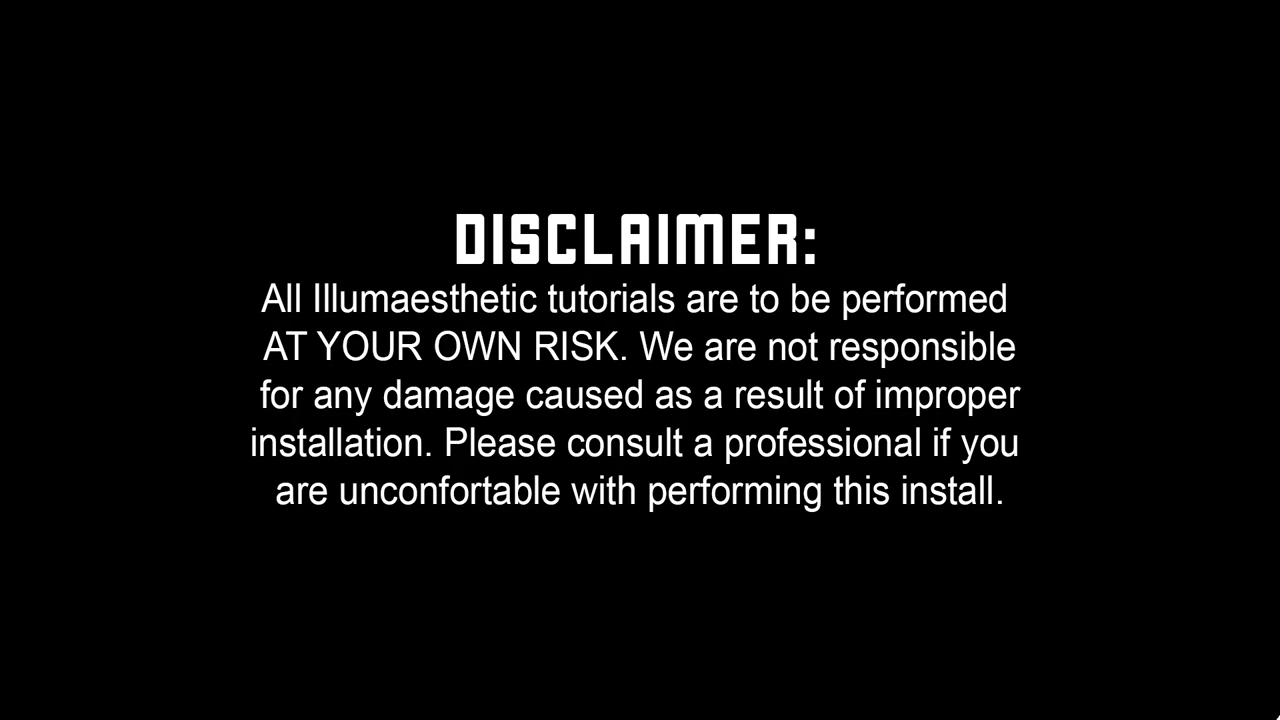 DISCLAIMER:
All Illumaesthetic tutorials are to be performed
AT YOUR OWN RISK. We are not responsible
for any damage caused as a result of improper
installation. Please consult a professional if you
are unconfortable with performing this install.